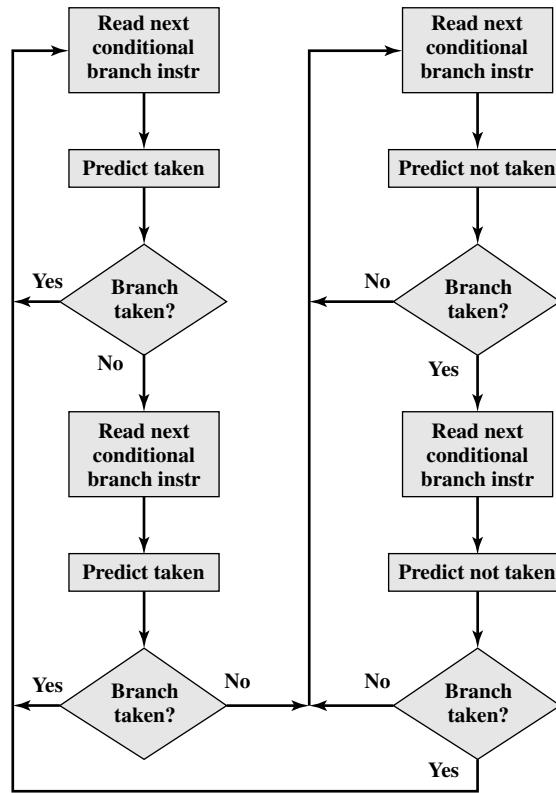 Read next
conditional
branch instr
Predict taken
Yes
Branch
taken?
No
Read next
conditional
branch instr
Predict taken
Yes
Branch
taken?
No
Read next
conditional
branch instr
Predict not taken
No
Branch
taken?
Yes
Read next
conditional
branch instr
Predict not taken
No
Branch
taken?
Yes